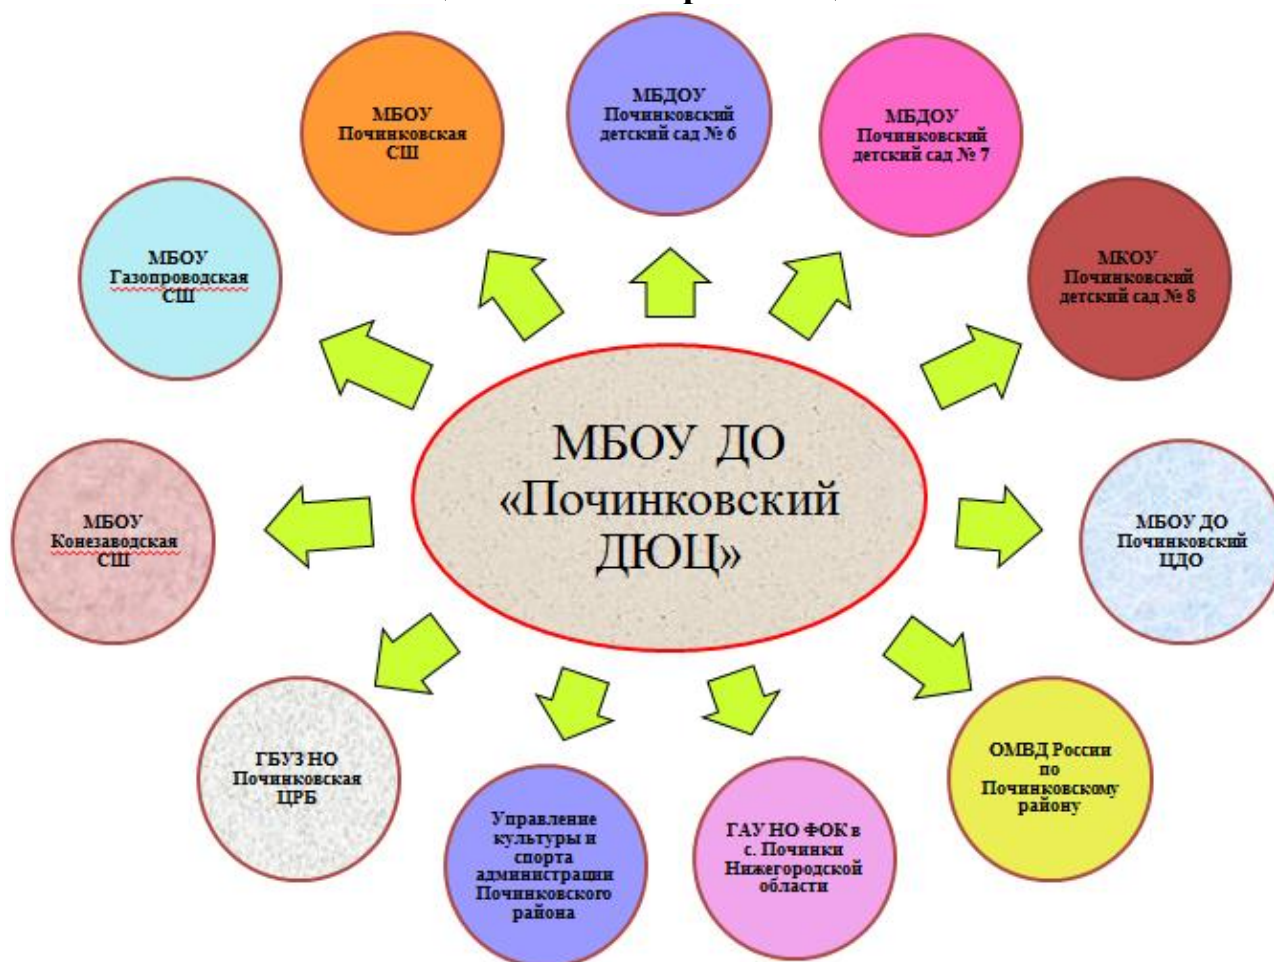 МБОУ
Починковская
СШ
МБДОУ
Починковский
детский сад № 6
МБДОУ
Починковский
детский сад № 7
МБОУ
Газопроводская
СШ
МКОУ
Починковский
детский сад № 8
МБОУ ДО
«Починковский
ДЮЦ»
МБОУ
Конезаводская
СШ
МБОУ ДО
Починковский
ЦДО
ГБУЗ НО
Починковская
ЦРБ
Управление
культуры и
спорта
администрации
Починковского
района
ГАУ НО ФОК в
с. Починки
Нижегородской
области
ОМВД России
по
Починковскому
району